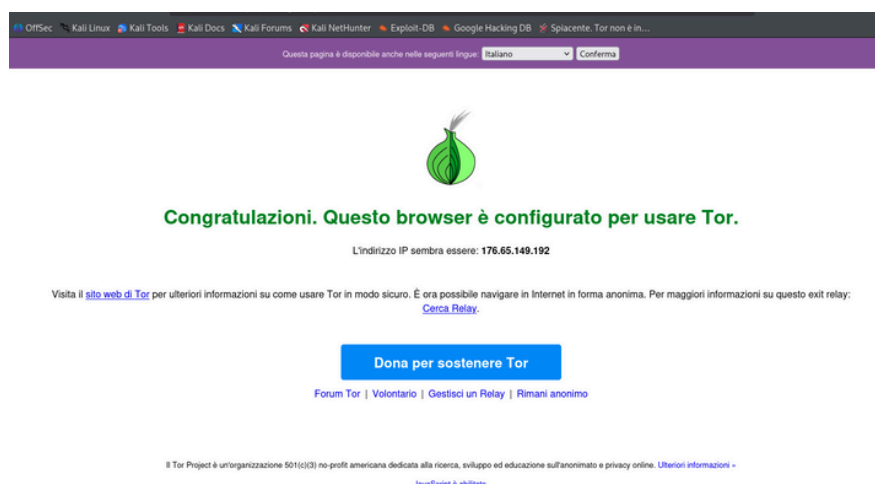 OffSec Kali Linux Kali Tools Kali Docs Kali Forums Kali NetHunter Exploit-DB Google Hacking DB Spiacente. Tor non è in...
Questa pagina è disponibile anche nelle seguenti lingue: Italiano Conferma
Congratulazioni. Questo browser è configurato per usare Tor.
L'indirizzo IP sembra essere: 176.65.149.192
Visita il sito web di Tor per ulteriori informazioni su come usare Tor in modo sicuro. È ora possibile navigare in Internet in forma anonima. Per maggiori informazioni su questo exit relay:
Cerca Relay.
Dona per sostenere Tor
Forum Tor | Volontario | Gestisci un Relay | Rimani anonimo
Il Tor Project è un'organizzazione 501(c)(3) no-profit americana dedicata alla ricerca, sviluppo ed educazione sull'anonimato e privacy online. Ulteriori informazioni »
JavaScript è abilitato